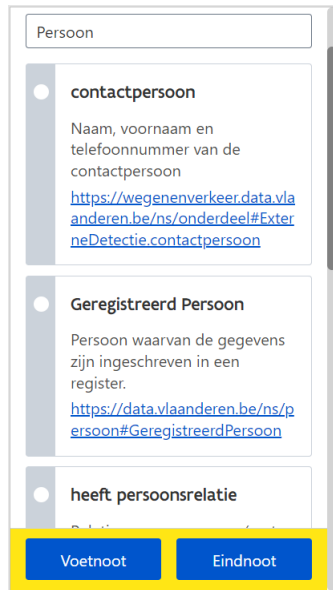 Persoon
contactpersoon
Naam, voornaam en
telefoonnummer van de
contactpersoon
https://wegenenverkeer.data.vla
anderen.be/ns/onderdeel#Exter
neDetectie.contactpersoon
Geregistreerd Persoon
Persoon waarvan de gegevens
zijn ingeschreven in een
register.
https://data.vlaanderen.be/ns/p
ersoon#GeregistreerdPersoon
heeft persoonsrelatie
Voetnoot
Eindnoot